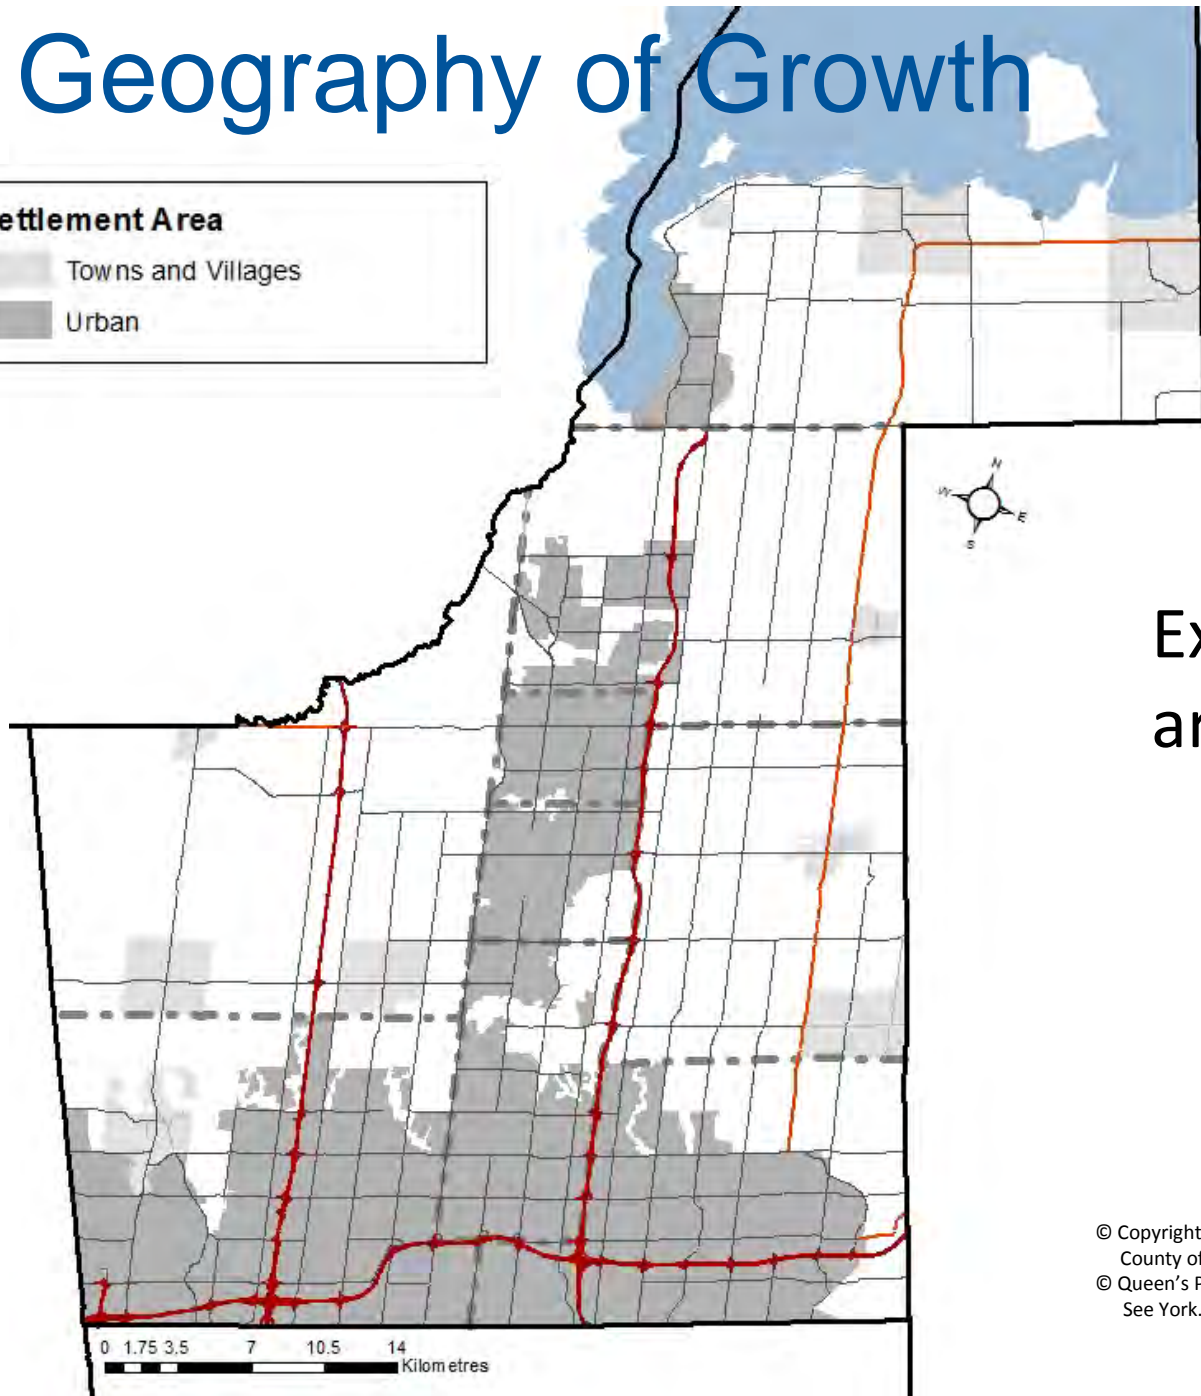 Geography of Growth
ettlement Area
Towns and Villages
Urban
N
W
E
S
Ex
ar
© Copyright
County of
© Queen's P
See York.
0 1.75 3.5 7 10.5 14
Kilometres